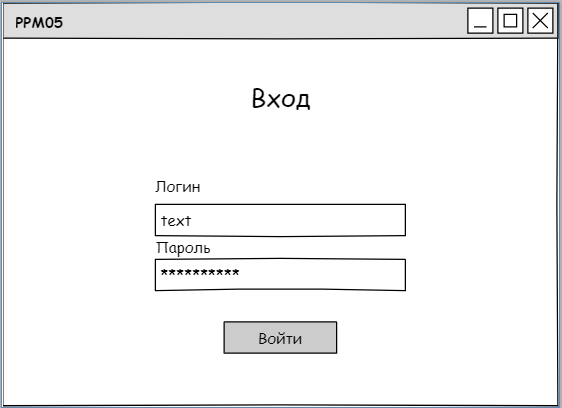 PPM05
Вход
Логин
text
Пароль
**********
Войти